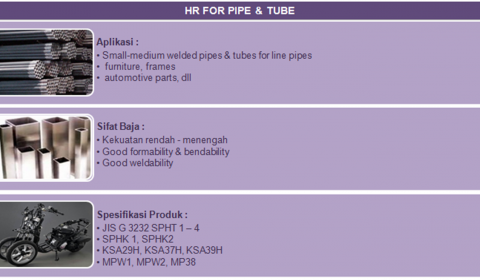 HR FOR PIPE & TUBE
Aplikasi :
• Small-medium welded pipes & tubes for line pipes
• furniture, frames
• automotive parts, dll
Sifat Baja :
• Kekuatan rendah - menengah
• Good formability & bendability
• Good weldability
Spesifikasi Produk :
• JIS G 3232 SPHT 1 – 4
• SPHK 1, SPHK2
• KSA29H, KSA37H, KSA39H
• MPW1, MPW2, MP38